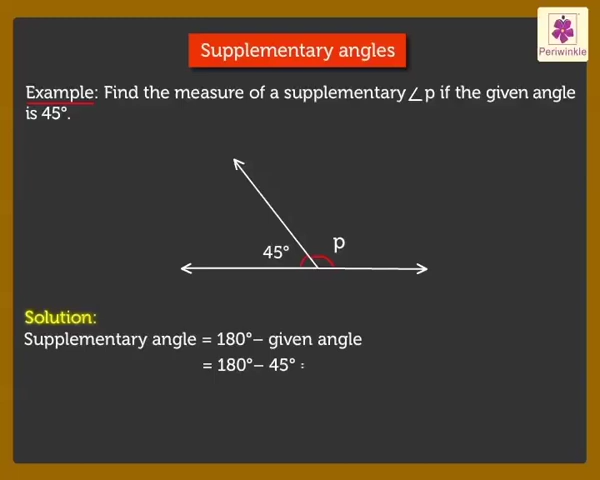 Periwinkle
Supplementary angles
Example: Find the measure of a supplementary ∠p if the given angle
is 45°.
45°
p
Solution:
Supplementary angle = 180°– given angle
= 180°– 45° :